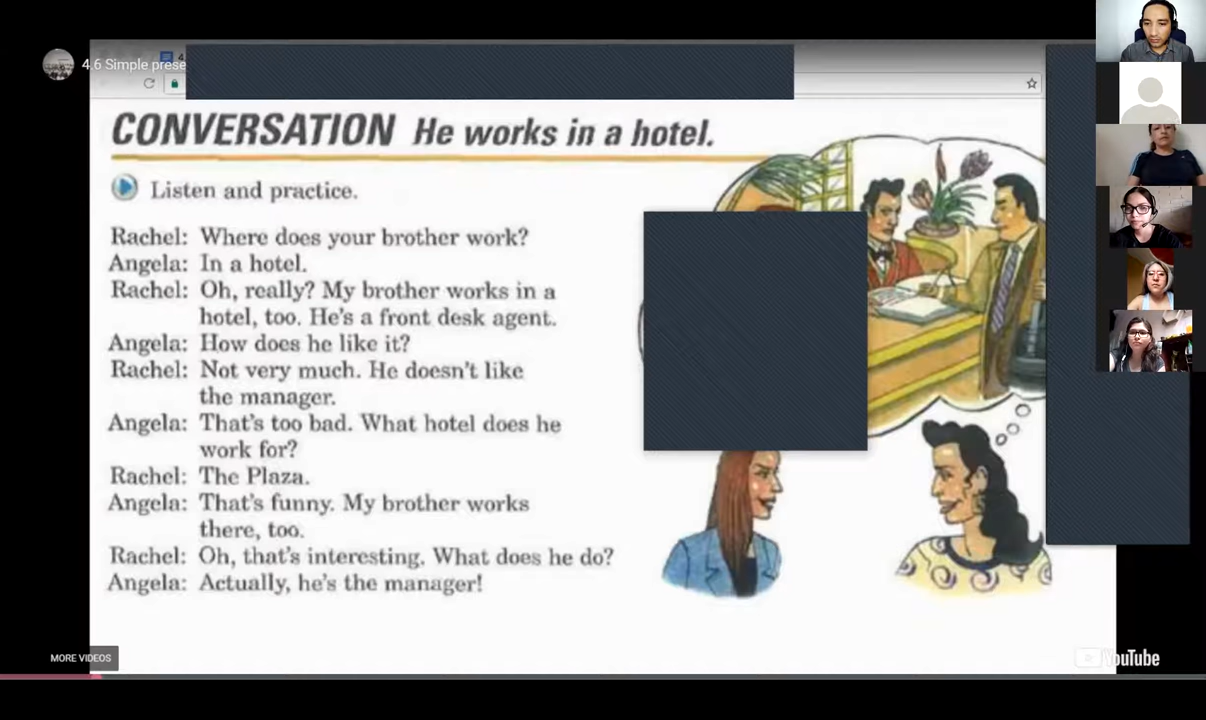 4.6 Simple prese
CONVERSATION He works in a hotel.
Listen and practice.
Rachel: Where does your brother work?
Angela: In a hotel.
Rachel: Oh, really? My brother works in a
hotel, too. He's a front desk agent.
Angela: How does he like it?
Rachel: Not very much. He doesn't like
the manager.
Angela: That's too bad. What hotel does he
work for?
Rachel: The Plaza.
Angela: That's funny. My brother works
there, too.
Rachel: Oh, that's interesting. What does he do?
Angela: Actually, he's the manager!
MORE VIDEOS
YouTube